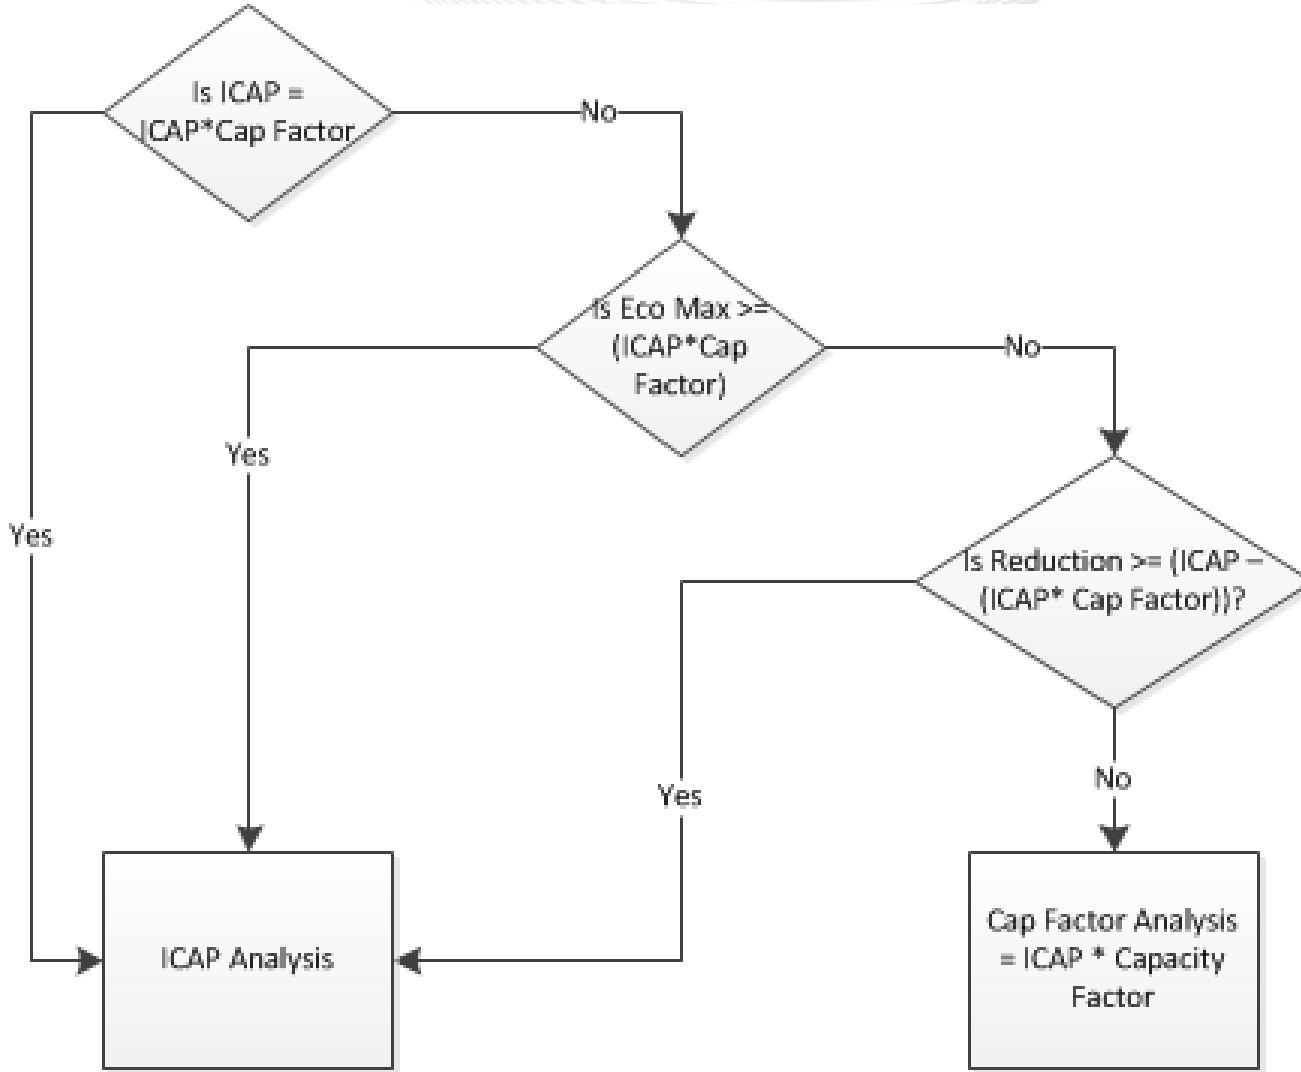 Is ICAP =
ICAP*Cap Factor
No
Is Eco Max >=
(ICAP*Cap
Factor)
No
Yes
Yes
Is Reduction >= (ICAP –
(ICAP* Cap Factor))?
No
Yes
ICAP Analysis
Cap Factor Analysis
= ICAP * Capacity
Factor